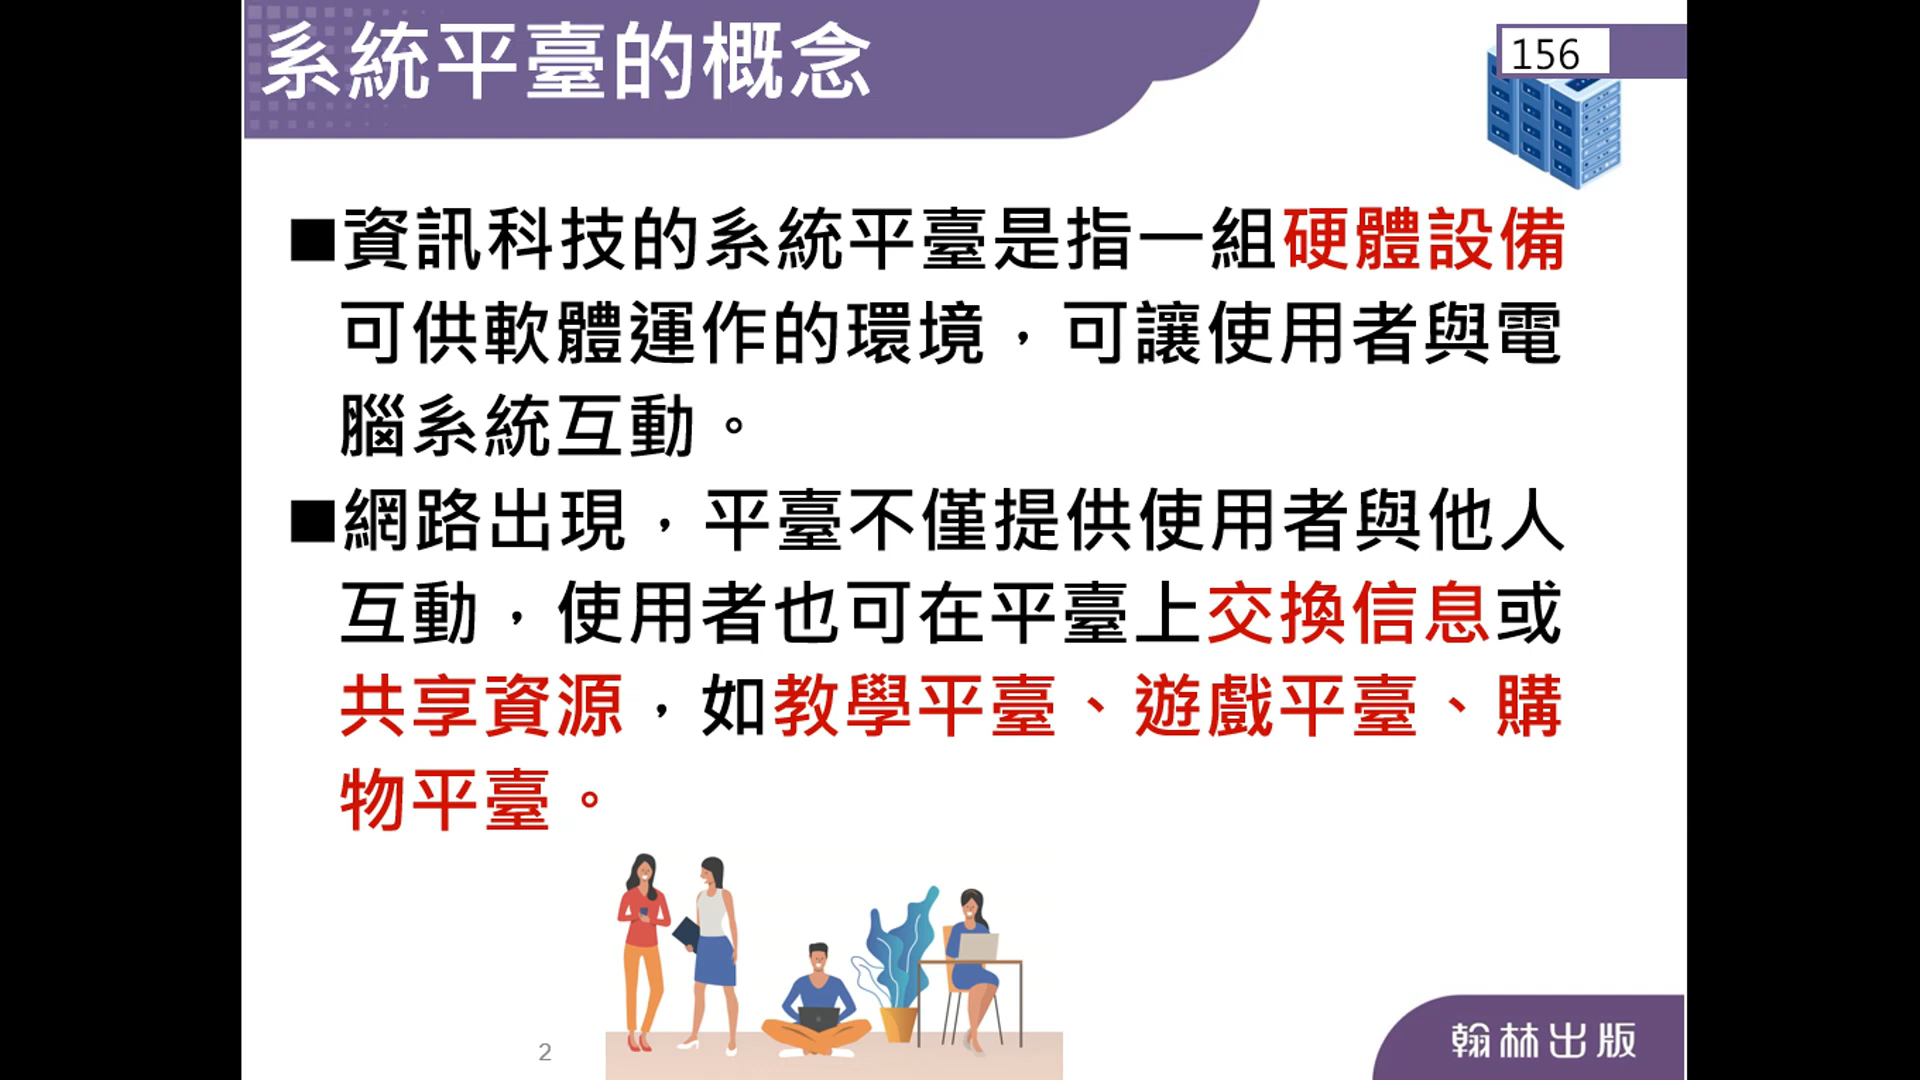 系統平臺的概念
156
■資訊科技的系統平臺是指一組硬體設備
可供軟體運作的環境，可讓使用者與電
腦系統互動。
■網路出現，平臺不僅提供使用者與他人
互動，使用者也可在平臺上交換信息或
共享資源，如教學平臺、遊戲平臺、購
物平臺。
2
翰林出版